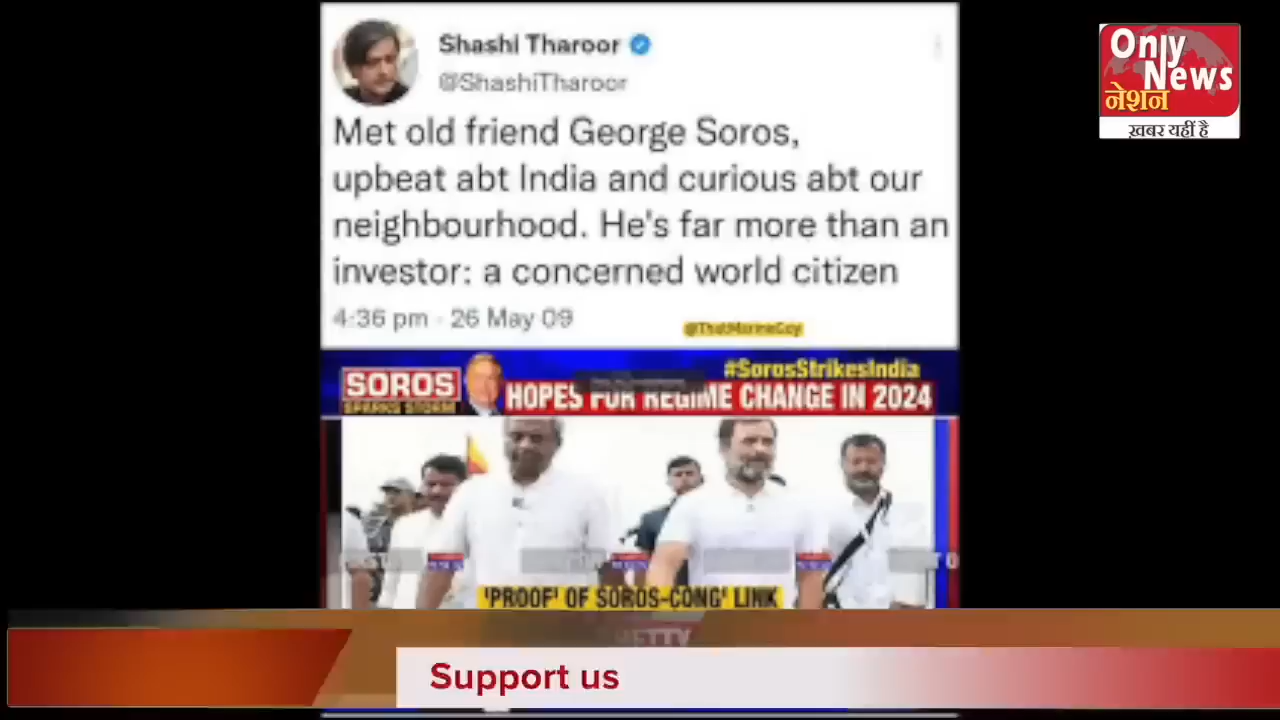 Shashi Tharoor
@ShashiTharoor
Met old friend George Soros,
upbeat abt India and curious abt our
neighbourhood. He's far more than an
investor: a concerned world citizen
4:36 pm · 26 May 09
@ThatMarineGuy
Only
News
नेशन
ख़बर यहीं है
#SorosStrikesIndia
SOROS
SPARKS STORM
HOPES FOR REGIME CHANGE IN 2024
'PROOF' OF SOROS-CONG' LINK
Support us